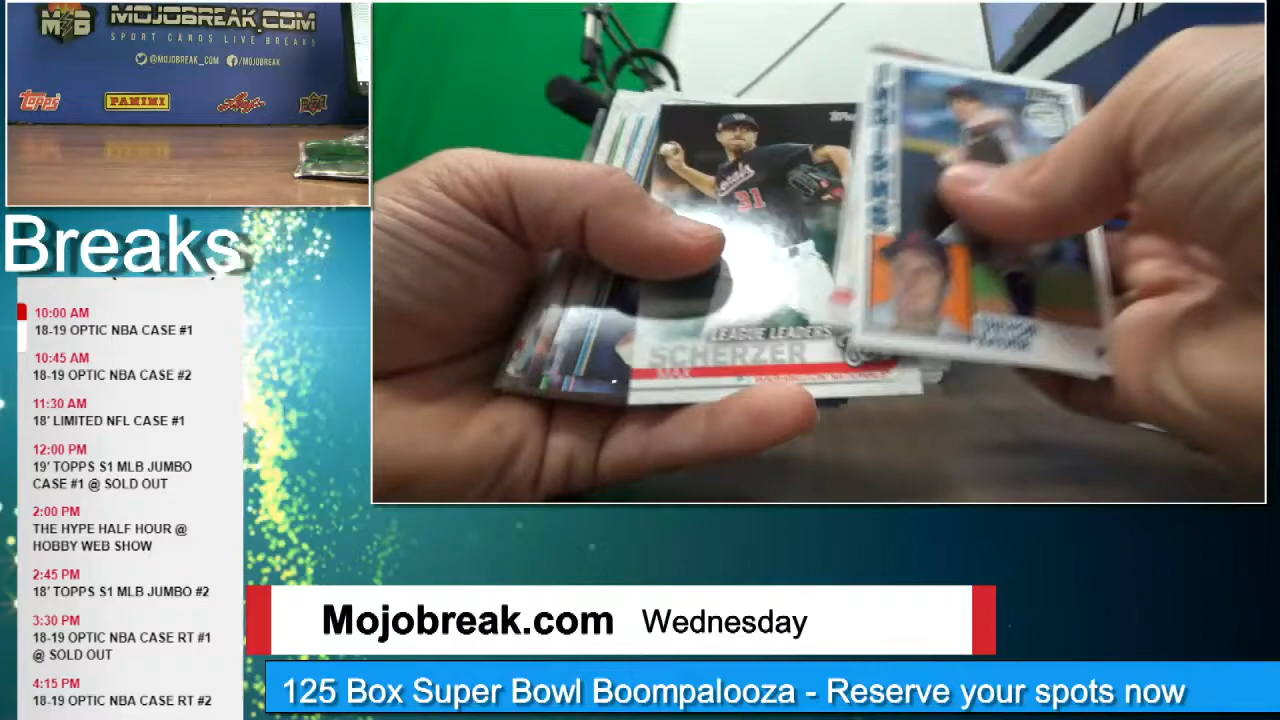 MOJOBREAK.COM
SPORT CARDS LIVE BREAKS
@MOJOBREAK_COM /MOJOBREAK
TOPPS PANINI Leaf
Breaks
10:00 AM
18-19 OPTIC NBA CASE #1
10:45 AM
18-19 OPTIC NBA CASE #2
11:30 AM
18' LIMITED NFL CASE #1
12:00 PM
19' TOPPS S1 MLB JUMBO
CASE #1 @ SOLD OUT
2:00 PM
THE HYPE HALF HOUR @
HOBBY WEB SHOW
2:45 PM
18' TOPPS S1 MLB JUMBO #2
3:30 PM
18-19 OPTIC NBA CASE RT #1
@ SOLD OUT
4:15 PM
18-19 OPTIC NBA CASE RT #2
31
LEAGUE LEADERS
SCHERZER
MAX
Mojobreak.com Wednesday
125 Box Super Bowl Boompalooza - Reserve your spots now